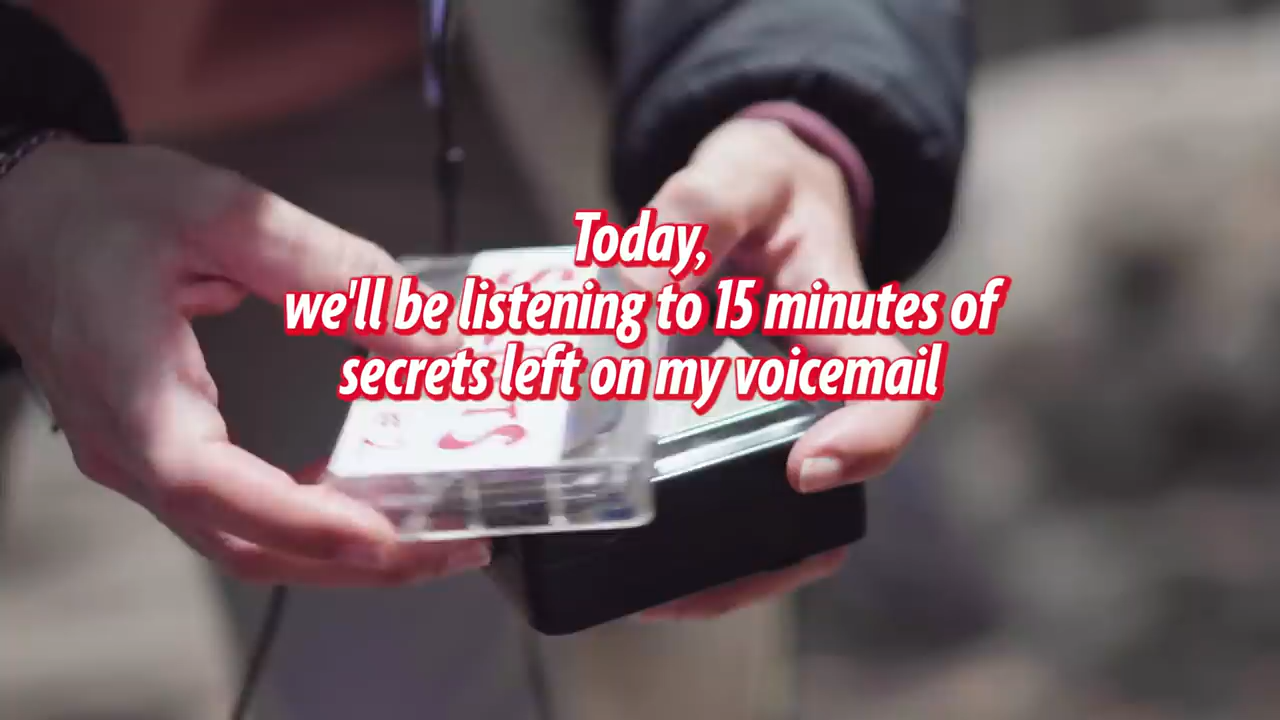 Today,
we'll be listening to 15 minutes of
secrets left on my voicemail